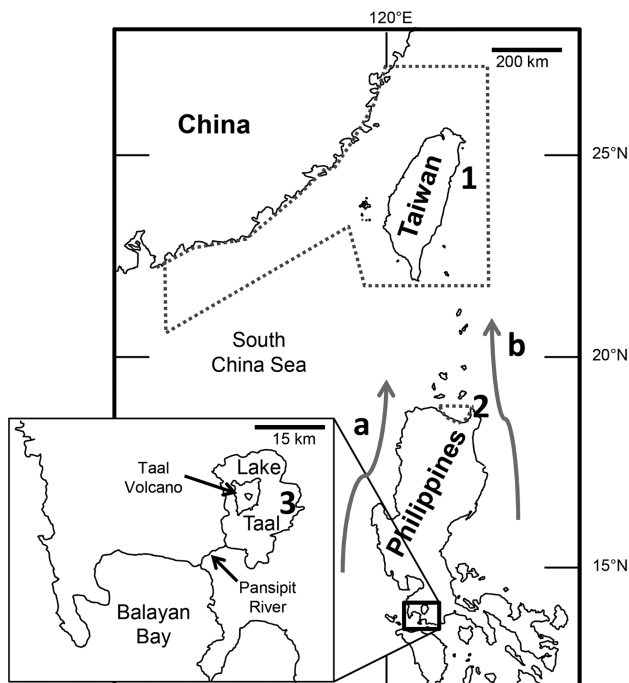 120°E
200 km
China
25°N
Taiwan
1
South
China Sea
20°N
b
a
2
Philippines
15 km
Taal
Volcano
Lake
3
Taal
Pansipit
River
Balayan
Bay
15°N